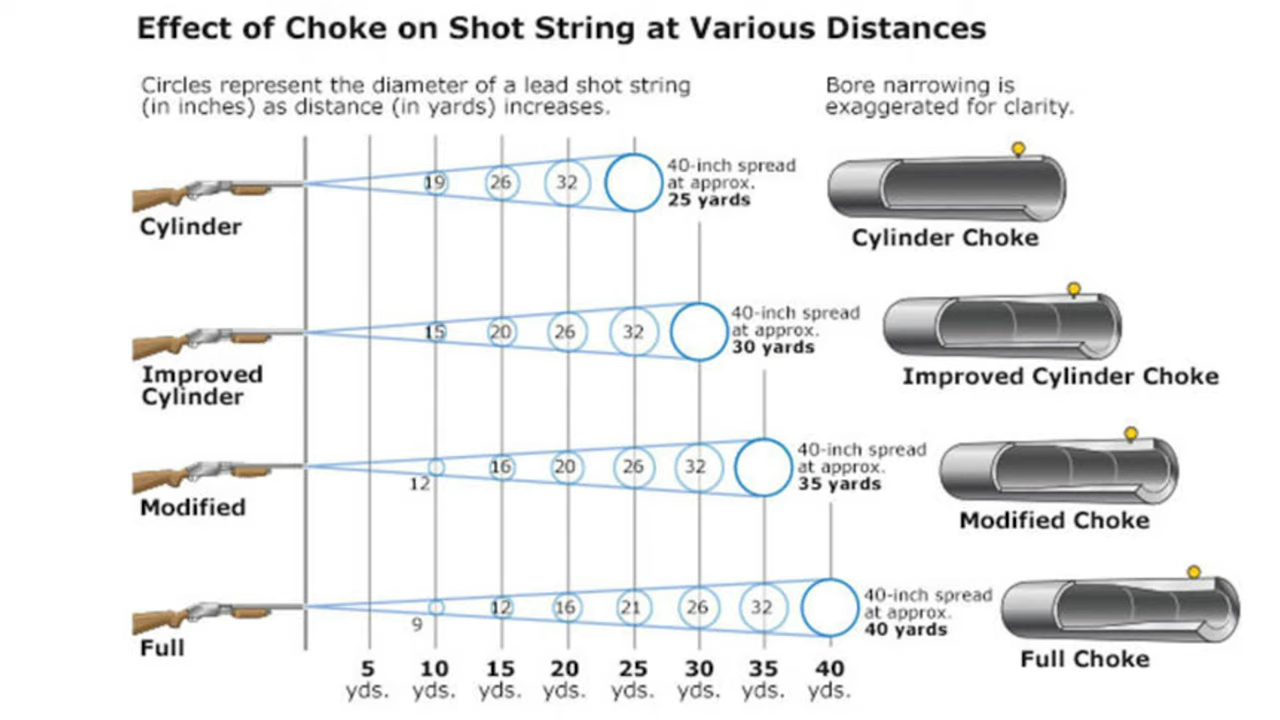 Effect of Choke on Shot String at Various Distances
Circles represent the diameter of a lead shot string
(in inches) as distance (in yards) increases.
Bore narrowing is
exaggerated for clarity.
19 26 32
40-inch spread
at approx.
25 yards
Cylinder
Cylinder Choke
15 20 26 32
40-inch spread
at approx.
30 yards
Improved
Cylinder
Improved Cylinder Choke
12 16 20 26 32
40-inch spread
at approx.
35 yards
Modified
Modified Choke
9 12 16 21 26 32
40-inch spread
at approx.
40 yards
Full
Full Choke
5 10 15 20 25 30 35 40
yds. yds. yds. yds. yds. yds. yds. yds.